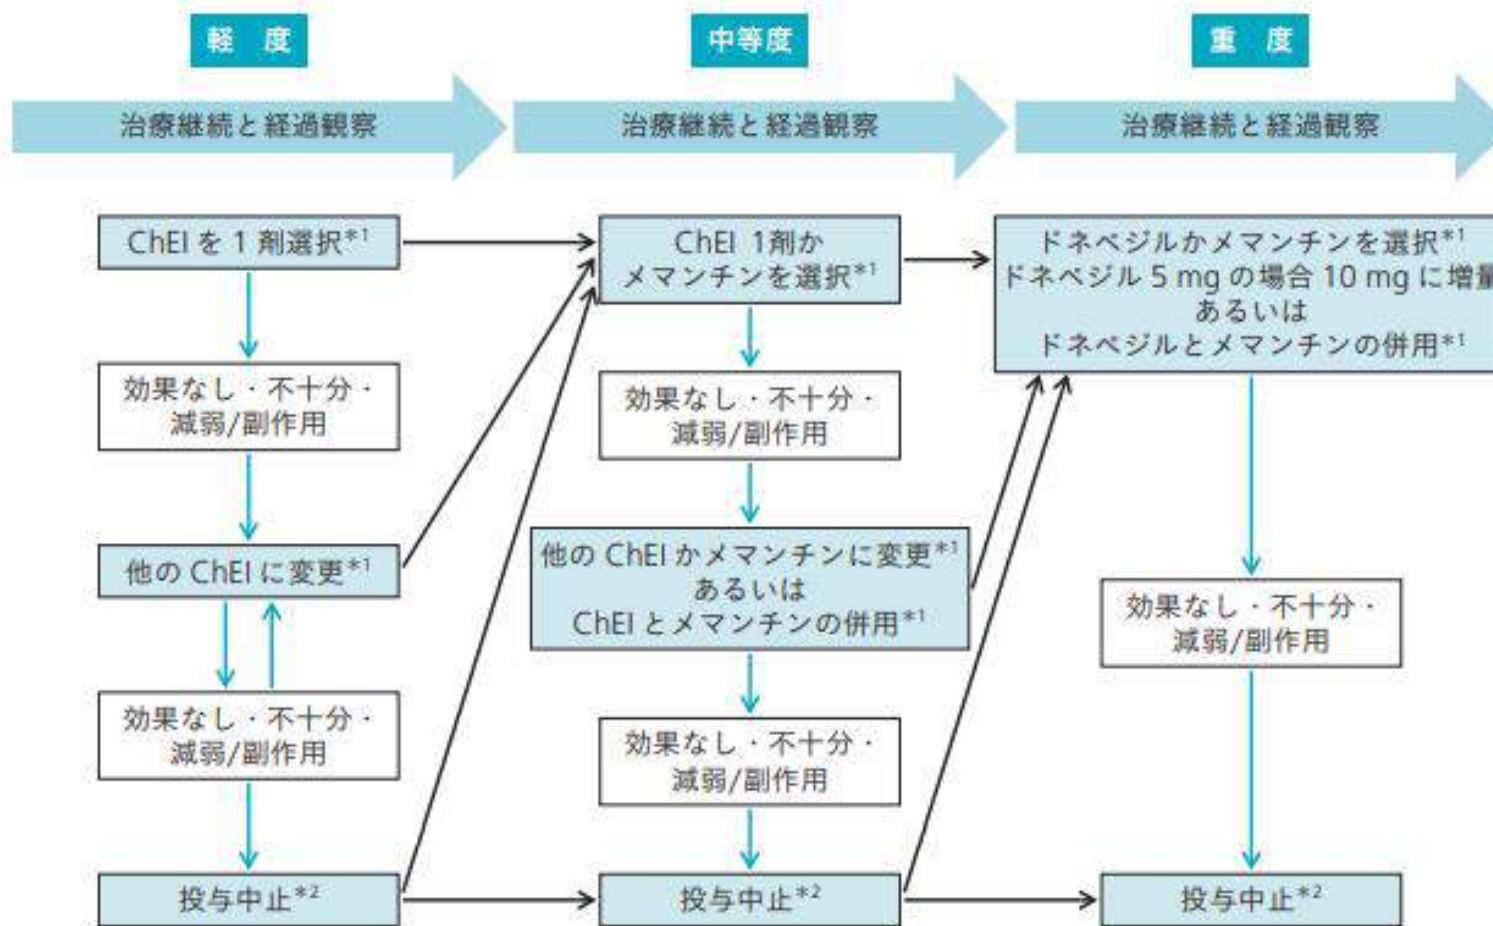 軽 度
治療継続と経過観察
ChEI を 1 剤選択*1
効果なし・不十分・
減弱/副作用
他の ChEI に変更*1
効果なし・不十分・
減弱/副作用
投与中止*2
中等度
治療継続と経過観察
ChEI 1剤か
メマンチンを選択*1
効果なし・不十分・
減弱/副作用
他の ChEI かメマンチンに変更*1
あるいは
ChEI とメマンチンの併用*1
効果なし・不十分・
減弱/副作用
投与中止*2
重 度
治療継続と経過観察
ドネペジルかメマンチンを選択*1
ドネペジル 5 mg の場合 10 mg に増量
あるいは
ドネペジルとメマンチンの併用*1
効果なし・不十分・
減弱/副作用
投与中止*2